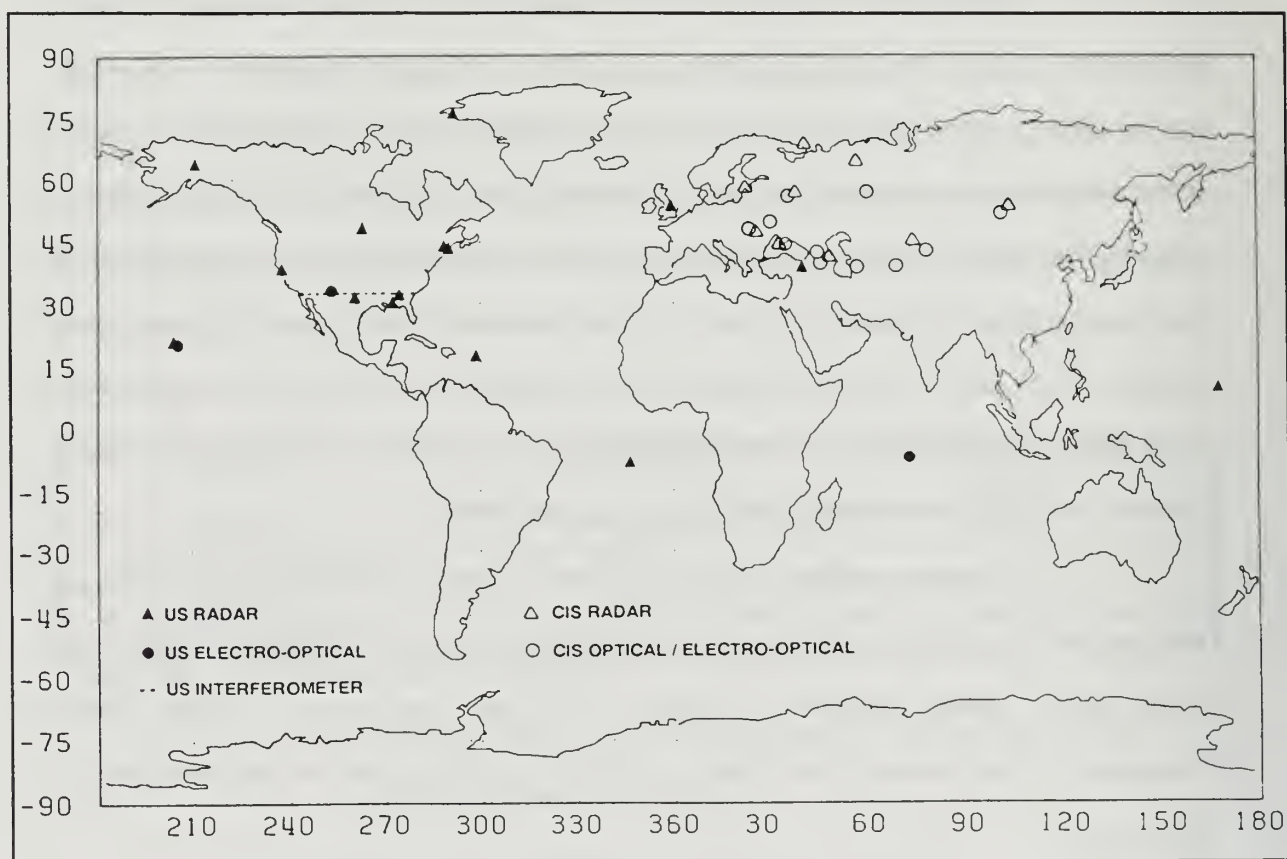 90
75
60
45
30
15
0
-15
-30
-45
-60
-75
-90
▲ US RADAR
△ CIS RADAR
● US ELECTRO-OPTICAL
○ CIS OPTICAL / ELECTRO-OPTICAL
-- US INTERFEROMETER
210 240 270 300 360 30 60 90 120 150 180